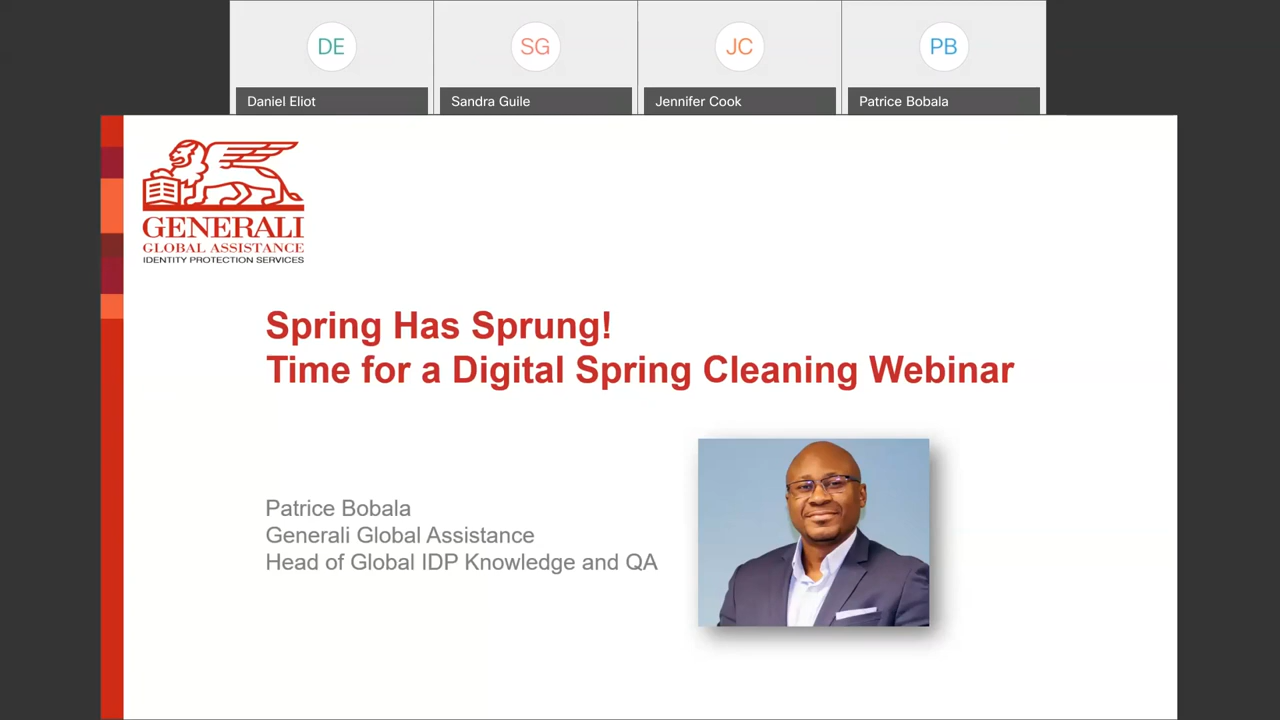 DE
SG
JC
PB
Daniel Eliot
Sandra Guile
Jennifer Cook
Patrice Bobala
GENERALI
GLOBAL ASSISTANCE
IDENTITY PROTECTION SERVICES
Spring Has Sprung!
Time for a Digital Spring Cleaning Webinar
Patrice Bobala
Generali Global Assistance
Head of Global IDP Knowledge and QA